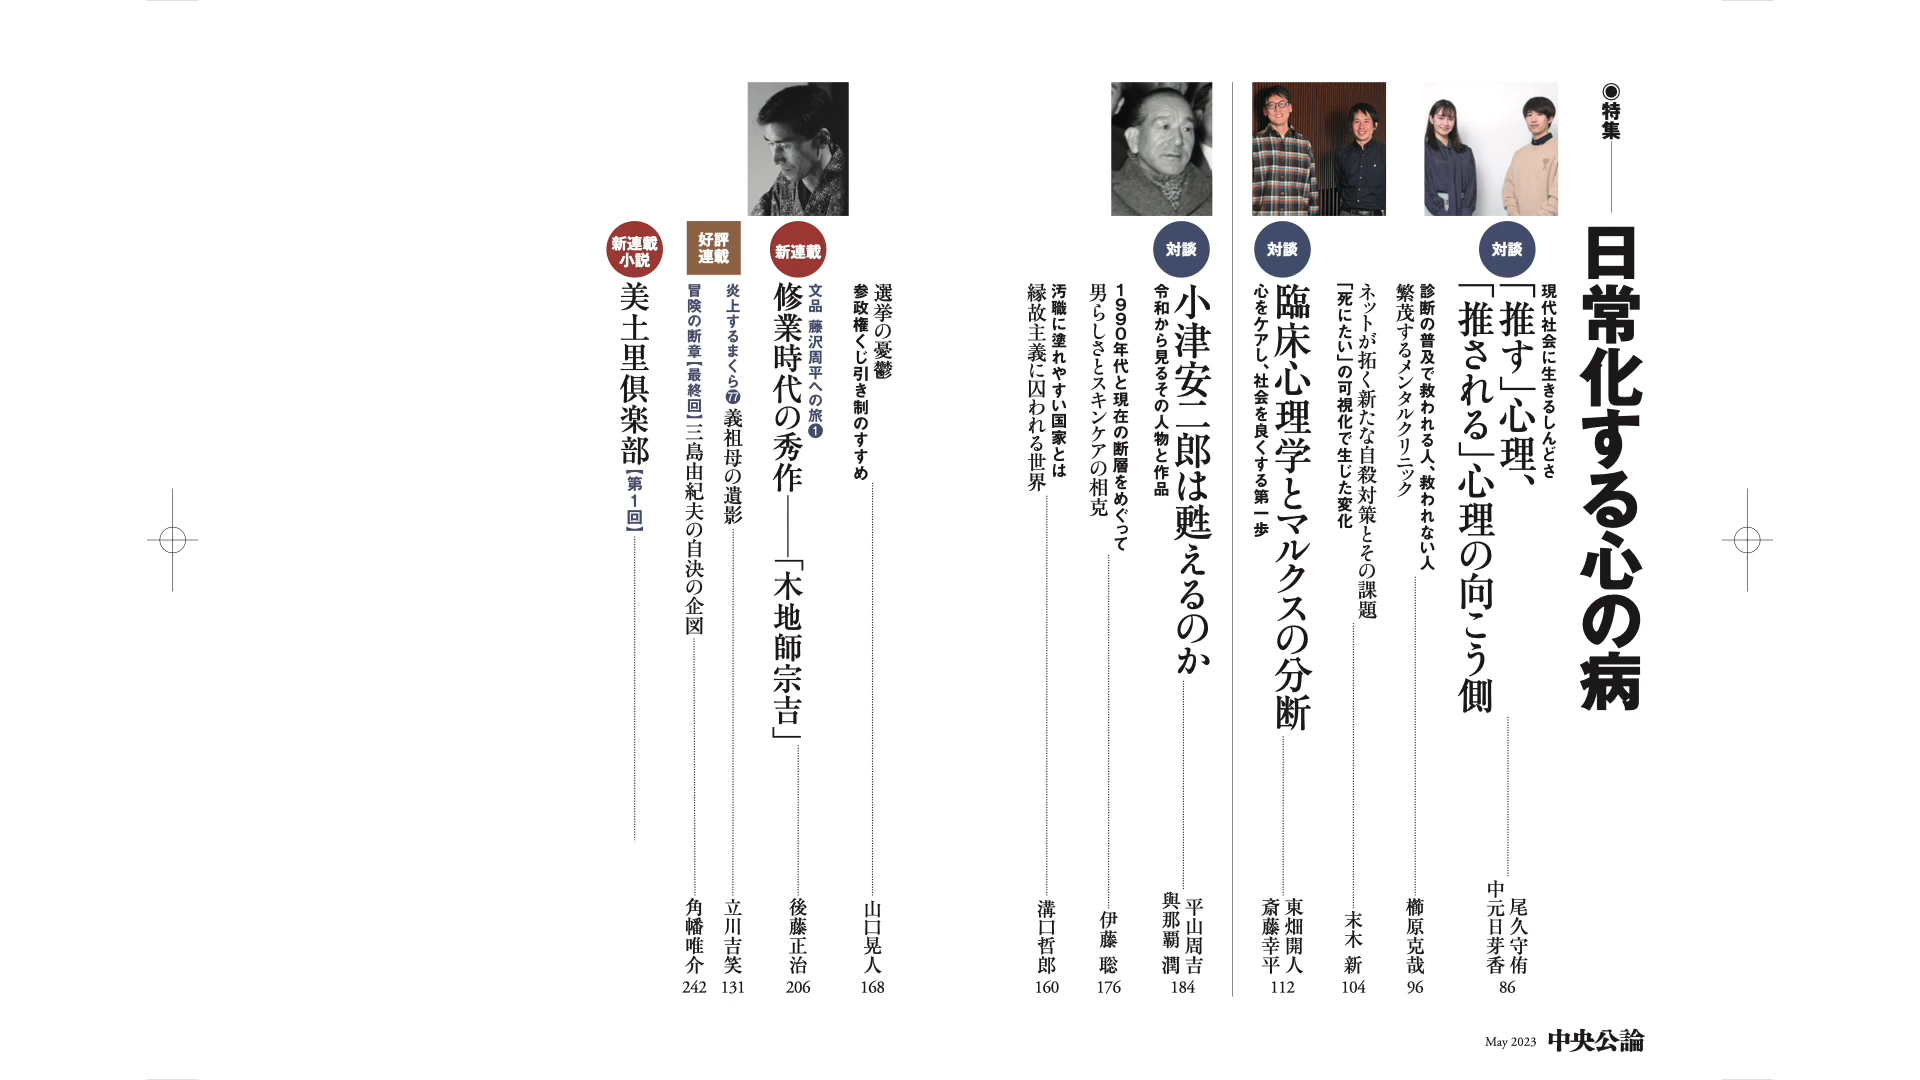 ◉特集
日常化する心の病
対談
現代社会に生きるしんどさ
「推す」心理、
「推される」心理の向こう側
尾久守侑
中元日芽香
86
診断の普及で救われる人、救われない人
繁茂するメンタルクリニック
櫛原克哉
96
ネットが拓く新たな自殺対策とその課題
「死にたい」の可視化で生じた変化
末木 新
104
対談
臨床心理学とマルクスの分断
心をケアし、社会を良くする第一歩
東畑開人
斎藤幸平
112
対談
小津安二郎は甦えるのか
令和から見るその人物と作品
平山周吉
與那覇 潤
184
1990年代と現在の断層をめぐって
男らしさとスキンケアの相克
伊藤 聡
176
汚職に塗れやすい国家とは
縁故主義に囚われる世界
溝口哲郎
160
選挙の憂鬱
参政権くじ引き制のすすめ
山口晃人
168
新連載
文品 藤沢周平への旅❶
修業時代の秀作——「木地師宗吉」
後藤正治
206
好評
連載
炎上するまくら77 義祖母の遺影
立川吉笑
131
冒険の断章【最終回】三島由紀夫の自決の企図
角幡唯介
242
新連載
小説
美土里倶楽部【第1回】
May 2023 中央公論